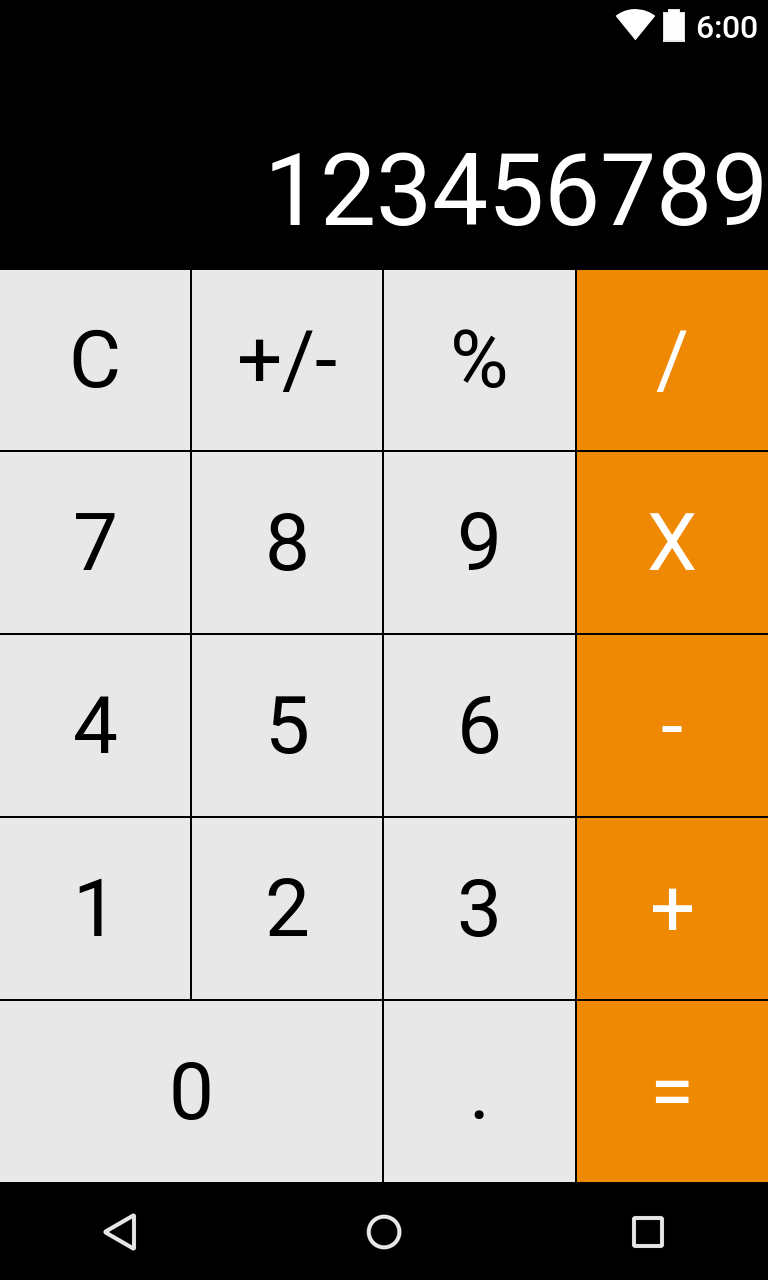 6:00
123456789
C +/- % /
7 8 9 X
4 5 6 -
1 2 3 +
0 . =